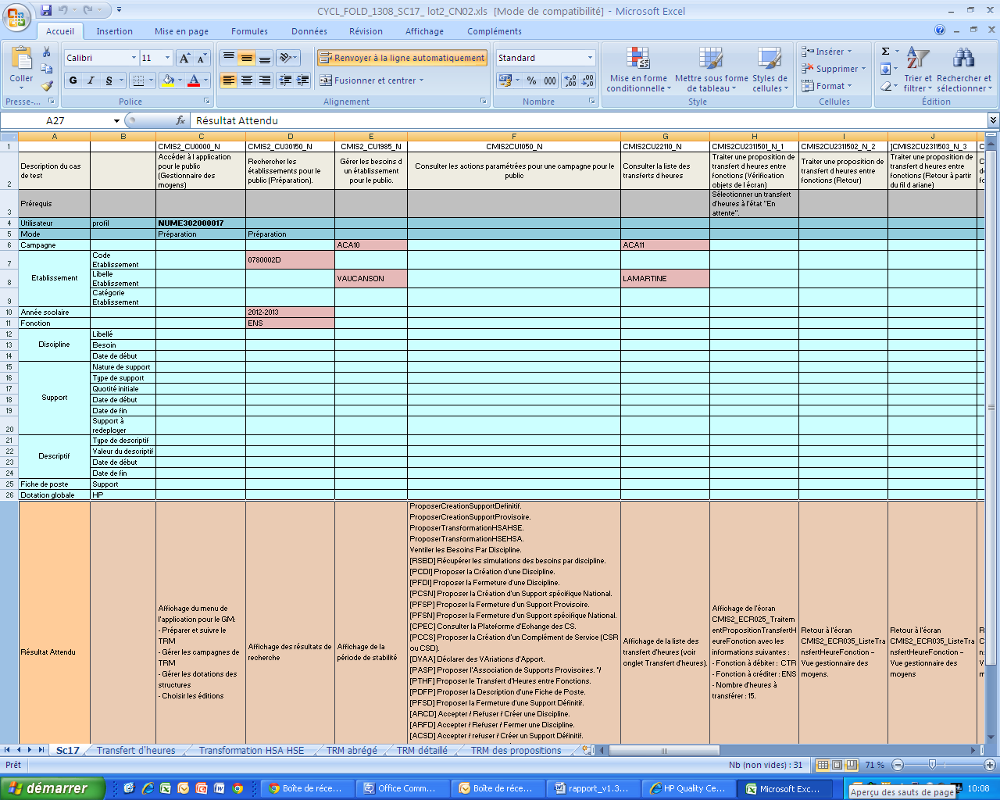 CYCL_FOLD_1308_SC17_ lot2_CN02.xls [Mode de compatibilité] - Microsoft Excel
Accueil Insertion Mise en page Formules Données Révision Affichage Compléments
Calibri 11 Renvoyer à la ligne automatiquement Standard Insérer
Coller G I S Fusionner et centrer % 000 Mise en forme conditionnelle Mettre sous forme de tableau Styles de cellules Supprimer Format Trier et filtrer Rechercher et sélectionner
Presse-... Police Alignement Nombre Style Cellules Édition
A27 fx Résultat Attendu
A B C D E F G H I J
1 CMIS2_CU0000_N CMIS2_CU30150_N CMIS2_CU1985_N CMIS2CU1050_N CMIS2CU22110_N CMIS2CU2311501_N_1 CMIS2CU2311502_N_2 ]CMIS2CU2311503_N_3 C
2 Description du cas de test
Accéder à l application pour le public (Gestionnaire des moyens)
Rechercher les établissements pour le public (Préparation).
Gérer les besoins d un établissement pour le public.
Consulter les actions paramétrées pour une campagne pour le public
Consulter la liste des transferts d heures
Traiter une proposition de transfert d heures entre fonctions (Vérification objets de l écran)
Traiter une proposition de transfert d heures entre fonctions (Retour)
Traiter une proposition de transfert d heures entre fonctions (Retour à partir du fil d ariane)
3 Prérequis Sélectionner un transfert d'heures à l'état "En attente".
4 Utilisateur profil NUME302000017
5 Mode Préparation Préparation
6 Campagne ACA10 ACA11
7 Code Etablissement 0780002D
Etablissement
8 Libelle Etablissement VAUCANSON LAMARTINE
9 Catégorie Etablissement
10 Année scolaire 2012-2013
11 Fonction ENS
12 Libellé
13 Discipline Besoin
14 Date de début
15 Nature de support
16 Type de support
17 Quotité initiale
18 Support Date de début
19 Date de fin
20 Support à redeployer
21 Type de descriptif
22 Descriptif Valeur du descriptif
23 Date de début
24 Date de fin
25 Fiche de poste Support
26 Dotation globale HP
Résultat Attendu
Affichage du menu de l'application pour le GM:
- Préparer et suivre le TRM
- Gérer les campagnes de TRM
- Gérer les dotations des structures
- Choisir les éditions
Affichage des résultats de recherche
Affichage de la période de stabilité
ProposerCreationSupportDefinitif.
ProposerCreationSupportProvisoire.
ProposerTransformationHSAHSE.
ProposerTransformationHSEHSA.
Ventiler les Besoins Par Discipline.
[RSBD] Récupérer les simulations des besoins par discipline.
[PCDI] Proposer la Création d'une Discipline.
[PFDI] Proposer la Fermeture d'une Discipline.
[PCSN] Proposer la Création d'un Support spécifique National.
[PFSP] Proposer la Fermeture d'un Support Provisoire.
[PFSN] Proposer la Fermeture d'un Support spécifique National.
[CPEC] Consulter la Plateforme d'Echange des CS.
[PCCS] Proposer la Création d'un Complément de Service (CSR ou CSD).
[DVAA] Déclarer des VAriations d'Apport.
[PASP] Proposer l'Association de Supports Provisoires. "/
[PTHF] Proposer le Transfert d'Heures entre Fonctions.
[PDFP] Proposer la Description d'une Fiche de Poste.
[PFSD] Proposer la Fermeture d'une Support Définitif.
[ARCD] Accepter / Refuser / Créer une Discipline.
[ARFD] Accepter / Refuser / Fermer une Discipline.
[ACSD] Accepter / refuser / Créer un Support Définitif.
Affichage de la liste des transfert d'heures (voir onglet Transfert d'heures).
Affichage de l'écran CMIS2_ECR025_TraitementPropositionTransfertHeureFonction avec les informations suivantes :
- Fonction à débiter : CTR
- Fonction à créditer : ENS
- Nombre d'heures à transférer : 15.
Retour à l'écran CMIS2_ECR035_ListeTransfertHeureFonction – Vue gestionnaire des moyens.
Retour à l'écran CMIS2_ECR035_ListeTransfertHeureFonction – Vue gestionnaire des moyens
Sc17 Transfert d'heures Transformation HSA HSE TRM abrégé TRM détaillé TRM des propositions
Prêt Nb (non vides) : 31 71 %
démarrer Boîte de réce... Office Comm... Boîte de réce... rapport_v1.3... HP Quality Ce... Microsoft Exc... 10:08
Aperçu des sauts de page